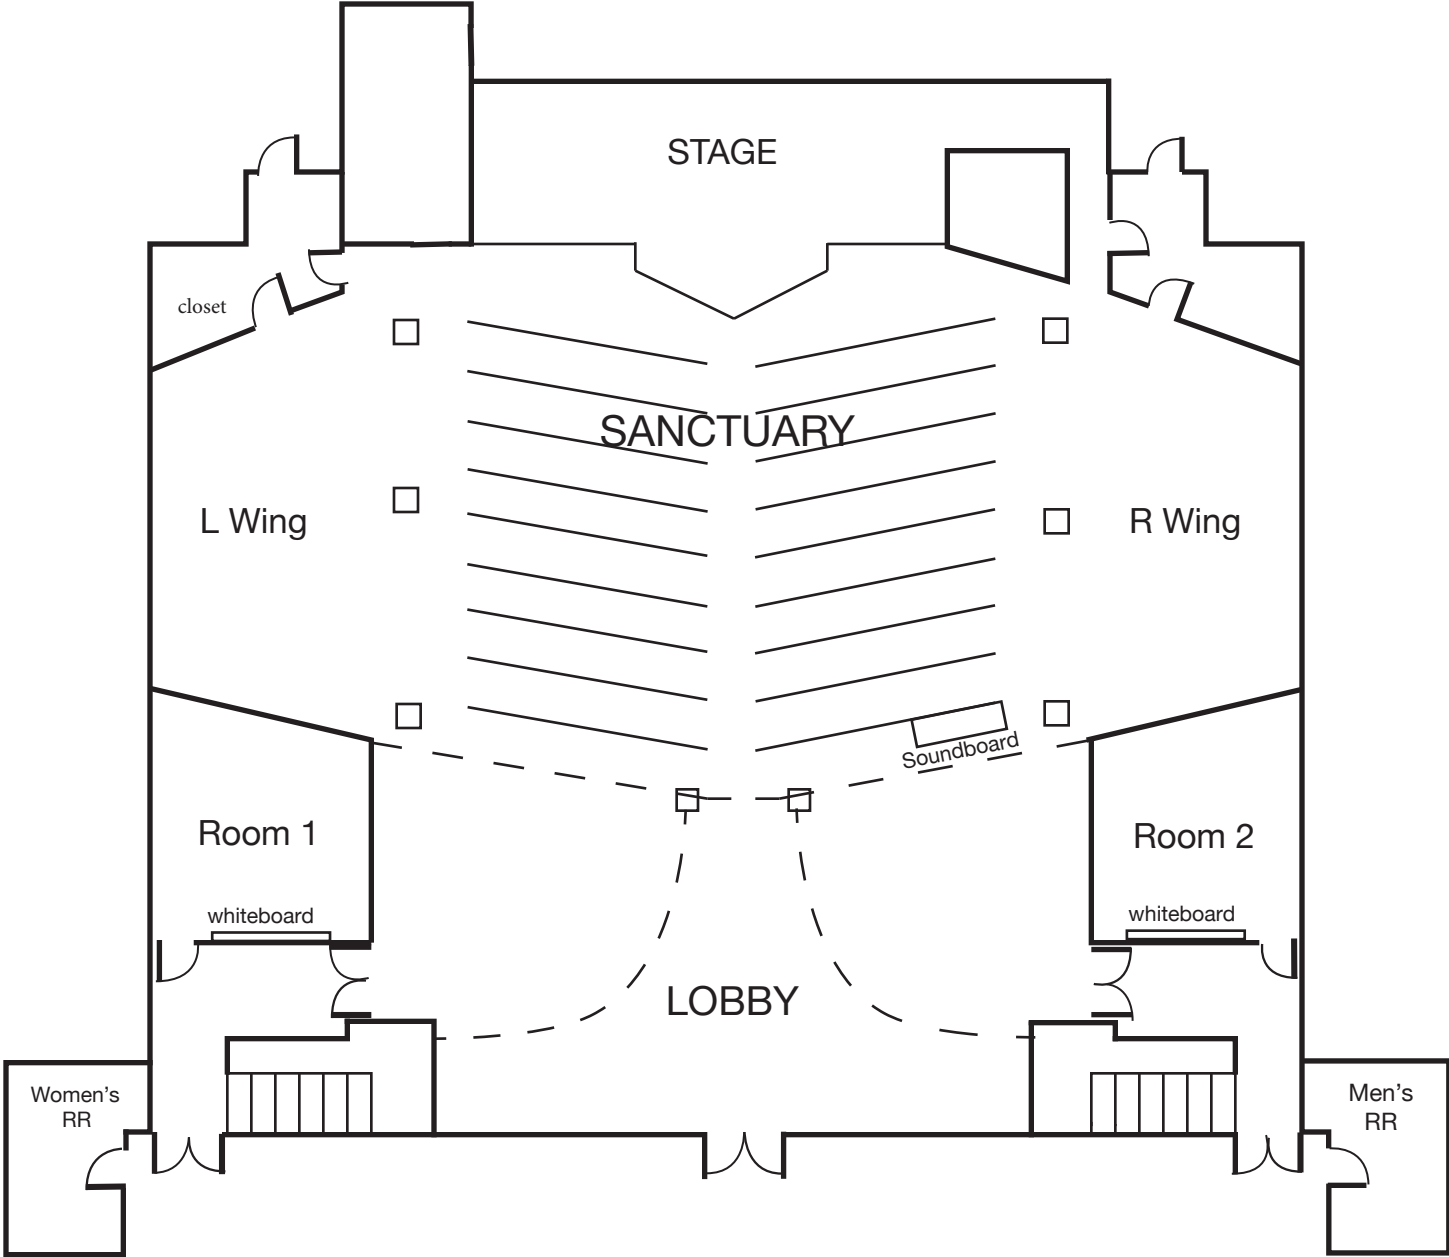 STAGE
closet
SANCTUARY
L Wing
R Wing
Soundboard
Room 1
Room 2
whiteboard
whiteboard
LOBBY
Women's
RR
Men's
RR